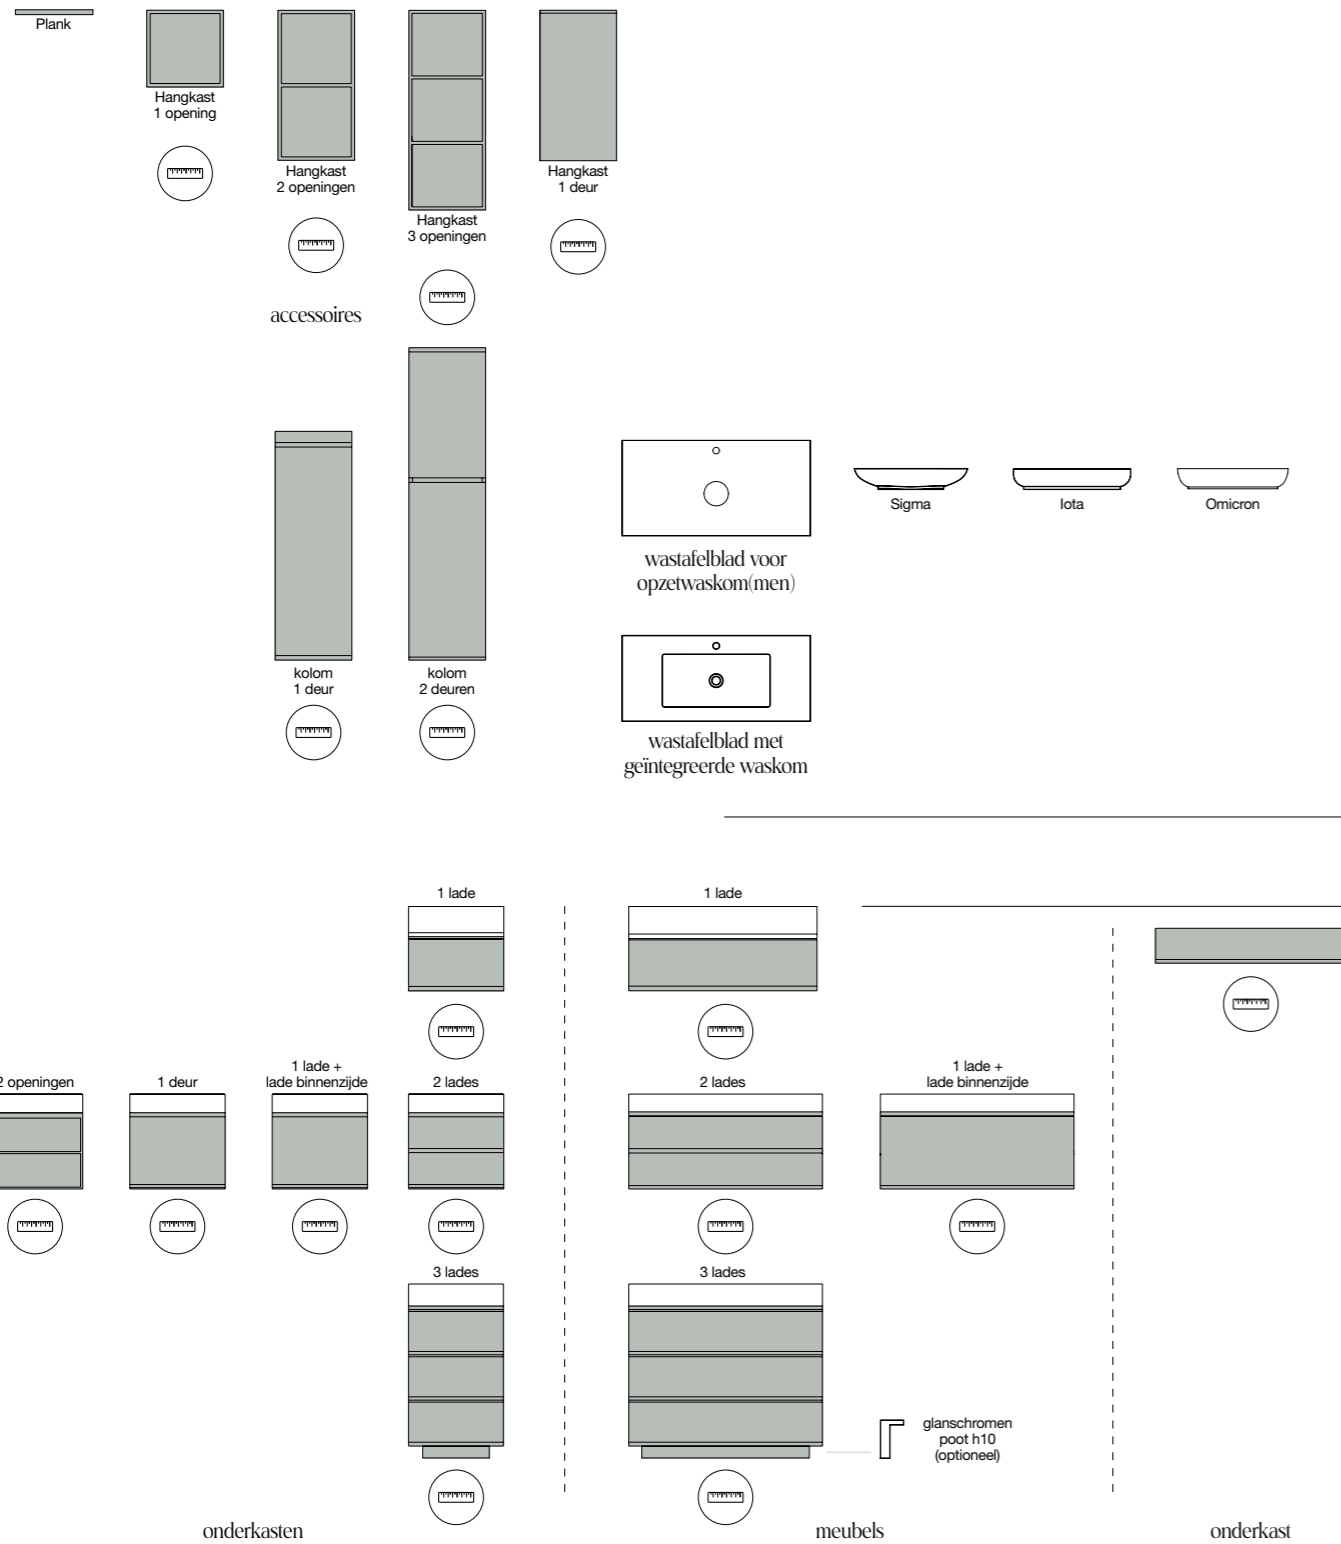 Plank
Hangkast
1 opening
Hangkast
2 openingen
Hangkast
3 openingen
Hangkast
1 deur
accessoires
kolom
1 deur
kolom
2 deuren
wastafelblad voor
opzetwaskom(men)
Sigma
Iota
Omicron
wastafelblad met
geïntegreerde waskom
1 lade
1 lade
2 openingen
1 deur
1 lade +
lade binnenzijde
2 lades
2 lades
1 lade +
lade binnenzijde
3 lades
3 lades
glanschromen
poot h10
(optioneel)
onderkasten
meubels
onderkast